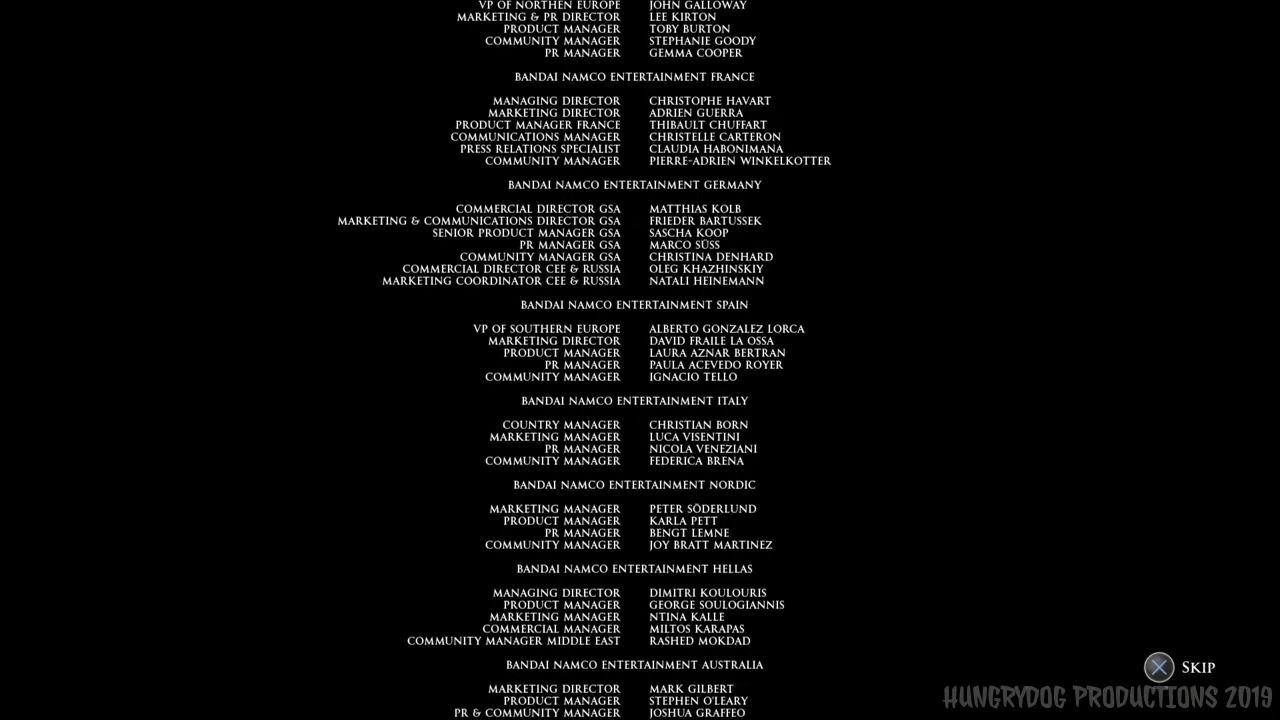 VP OF NORTHEN EUROPE JOHN GALLOWAY
MARKETING & PR DIRECTOR LEE KIRTON
PRODUCT MANAGER TOBY BURTON
COMMUNITY MANAGER STEPHANIE GOODY
PR MANAGER GEMMA COOPER
BANDAI NAMCO ENTERTAINMENT FRANCE
MANAGING DIRECTOR CHRISTOPHE HAVART
MARKETING DIRECTOR ADRIEN GUERRA
PRODUCT MANAGER FRANCE THIBAULT CHUFFART
COMMUNICATIONS MANAGER CHRISTELLE CARTERON
PRESS RELATIONS SPECIALIST CLAUDIA HABONIMANA
COMMUNITY MANAGER PIERRE-ADRIEN WINKELKOTTER
BANDAI NAMCO ENTERTAINMENT GERMANY
COMMERCIAL DIRECTOR GSA MATTHIAS KOLB
MARKETING & COMMUNICATIONS DIRECTOR GSA FRIEDER BARTUSSEK
SENIOR PRODUCT MANAGER GSA SASCHA KOOP
PR MANAGER GSA MARCO SÜSS
COMMUNITY MANAGER GSA CHRISTINA DENHARD
COMMERCIAL DIRECTOR CEE & RUSSIA OLEG KHAZHINSKIY
MARKETING COORDINATOR CEE & RUSSIA NATALI HEINEMANN
BANDAI NAMCO ENTERTAINMENT SPAIN
VP OF SOUTHERN EUROPE ALBERTO GONZALEZ LORCA
MARKETING DIRECTOR DAVID FRAILE LA OSSA
PRODUCT MANAGER LAURA AZNAR BERTRAN
PR MANAGER PAULA ACEVEDO ROYER
COMMUNITY MANAGER IGNACIO TELLO
BANDAI NAMCO ENTERTAINMENT ITALY
COUNTRY MANAGER CHRISTIAN BORN
MARKETING MANAGER LUCA VISENTINI
PR MANAGER NICOLA VENEZIANI
COMMUNITY MANAGER FEDERICA BRENA
BANDAI NAMCO ENTERTAINMENT NORDIC
MARKETING MANAGER PETER SÖDERLUND
PRODUCT MANAGER KARLA PETT
PR MANAGER BENGT LEMNE
COMMUNITY MANAGER JOY BRATT MARTINEZ
BANDAI NAMCO ENTERTAINMENT HELLAS
MANAGING DIRECTOR DIMITRI KOULOURIS
PRODUCT MANAGER GEORGE SOULOGIANNIS
MARKETING MANAGER NTINA KALLE
COMMERCIAL MANAGER MILTOS KARAPAS
COMMUNITY MANAGER MIDDLE EAST RASHED MOKDAD
BANDAI NAMCO ENTERTAINMENT AUSTRALIA
MARKETING DIRECTOR MARK GILBERT
PRODUCT MANAGER STEPHEN O'LEARY
PR & COMMUNITY MANAGER JOSHUA GRAFFEO
SKIP
HUNGRYDOG PRODUCTIONS 2019